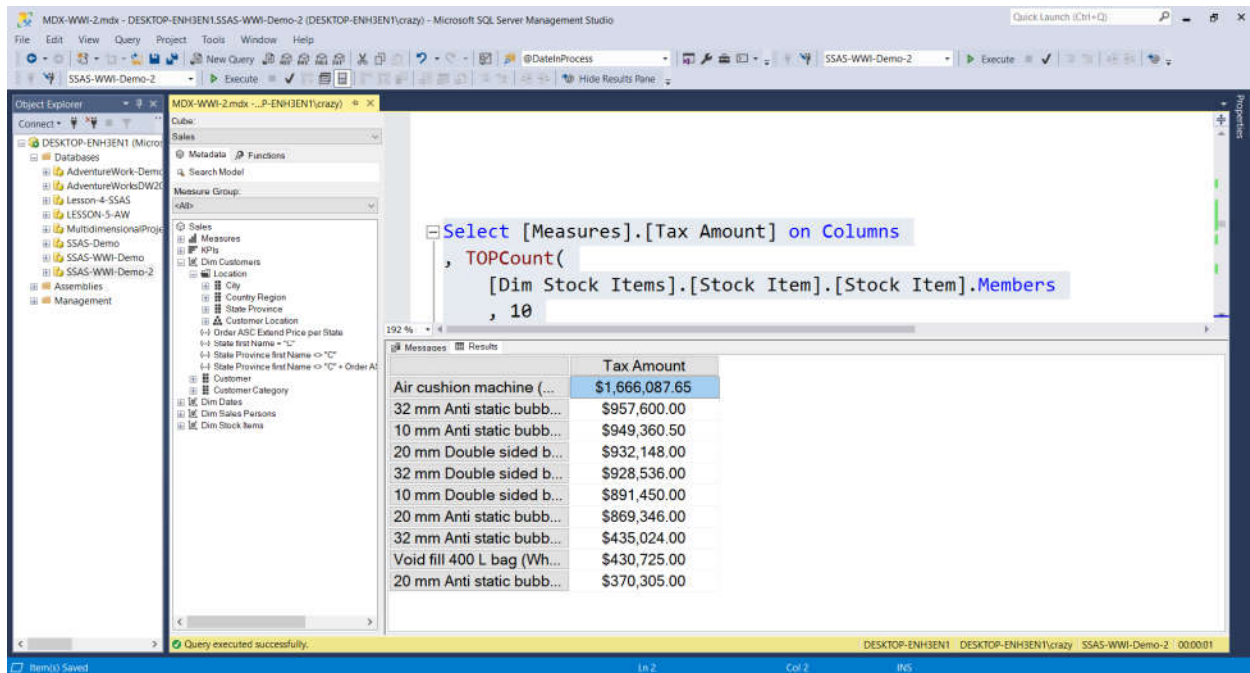 MDX-WWI-2.mdx - DESKTOP-ENH3EN1.SSAS-WWI-Demo-2 (DESKTOP-ENH3EN1\crazy) - Microsoft SQL Server Management Studio
Quick Launch (Ctrl+Q)
File Edit View Query Project Tools Window Help
New Query @DateInProcess SSAS-WWI-Demo-2 Execute
SSAS-WWI-Demo-2 Execute Hide Results Pane
Object Explorer
Connect
DESKTOP-ENH3EN1 (Micros
Databases
AdventureWork-Demo
AdventureWorksDW20
Lesson-4-SSAS
LESSON-5-AW
MultidimensionalProje
SSAS-Demo
SSAS-WWI-Demo
SSAS-WWI-Demo-2
Assemblies
Management
MDX-WWI-2.mdx -...P-ENH3EN1\crazy)
Cube:
Sales
Metadata Functions
Search Model
Measure Group:
<All>
Sales
Measures
KPIs
Dim Customers
Location
City
Country Region
State Province
Customer Location
Order ASC Extend Price per State
State first Name = "C"
State Province first Name <> "C"
State Province first Name <> "C" + Order AS
Customer
Customer Category
Dim Dates
Dim Sales Persons
Dim Stock Items
Properties
Select [Measures].[Tax Amount] on Columns
, TOPCount(
[Dim Stock Items].[Stock Item].[Stock Item].Members
, 10
192 %
Messages Results
Tax Amount
Air cushion machine (... $1,666,087.65
32 mm Anti static bubb... $957,600.00
10 mm Anti static bubb... $949,360.50
20 mm Double sided b... $932,148.00
32 mm Double sided b... $928,536.00
10 mm Double sided b... $891,450.00
20 mm Anti static bubb... $869,346.00
32 mm Anti static bubb... $435,024.00
Void fill 400 L bag (Wh... $430,725.00
20 mm Anti static bubb... $370,305.00
Query executed successfully. DESKTOP-ENH3EN1 DESKTOP-ENH3EN1\crazy SSAS-WWI-Demo-2 00:00:01
Item(s) Saved Ln 2 Col 2 INS